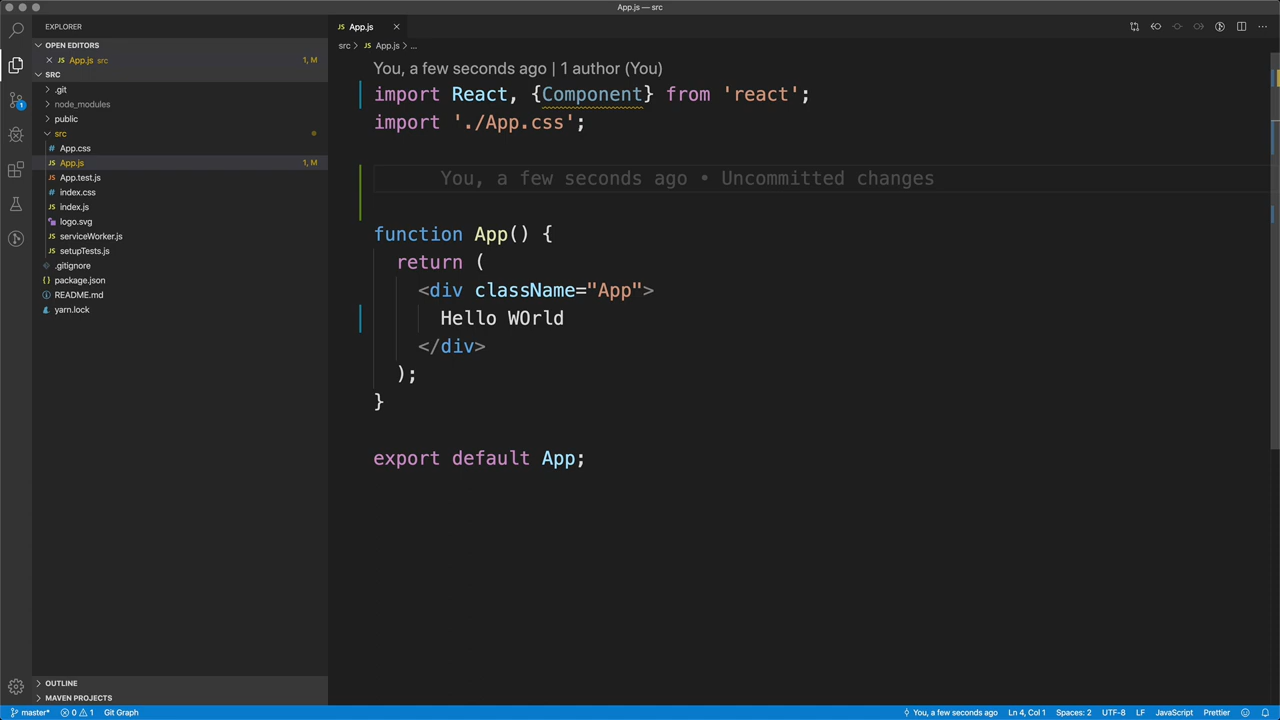 App.js — src
EXPLORER
OPEN EDITORS
App.js src 1, M
SRC
.git
node_modules
public
src
App.css
App.js 1, M
App.test.js
index.css
index.js
logo.svg
serviceWorker.js
setupTests.js
.gitignore
package.json
README.md
yarn.lock
OUTLINE
MAVEN PROJECTS
1
JS App.js
src > JS App.js > ...
You, a few seconds ago | 1 author (You)
import React, {Component} from 'react';
import './App.css';
You, a few seconds ago • Uncommitted changes
function App() {
return (
<div className="App">
Hello WOrld
</div>
);
}
export default App;
master* 0 1 Git Graph You, a few seconds ago Ln 4, Col 1 Spaces: 2 UTF-8 LF JavaScript Prettier